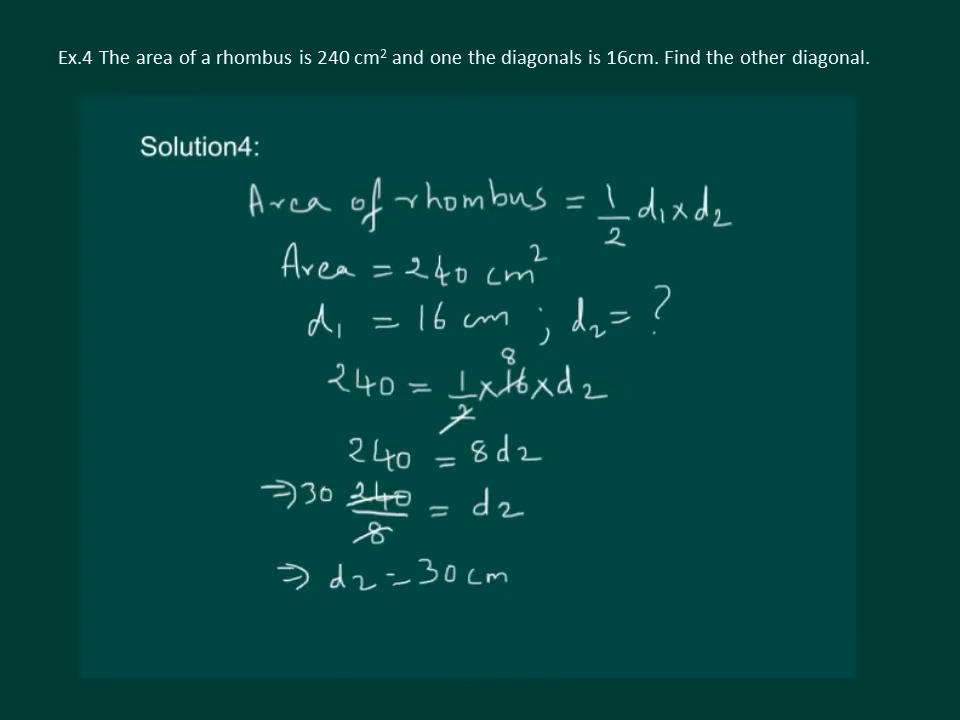 Ex.4 The area of a rhombus is 240 cm² and one the diagonals is 16cm. Find the other diagonal.
Solution4:
Area of rhombus = 1/2 d₁ x d₂
Area = 240 cm²
d₁ = 16 cm ; d₂ = ?
240 = 1/2 x 16 8 x d₂
240 = 8 d₂
⇒ 30 240/8 = d₂
⇒ d₂ = 30 cm